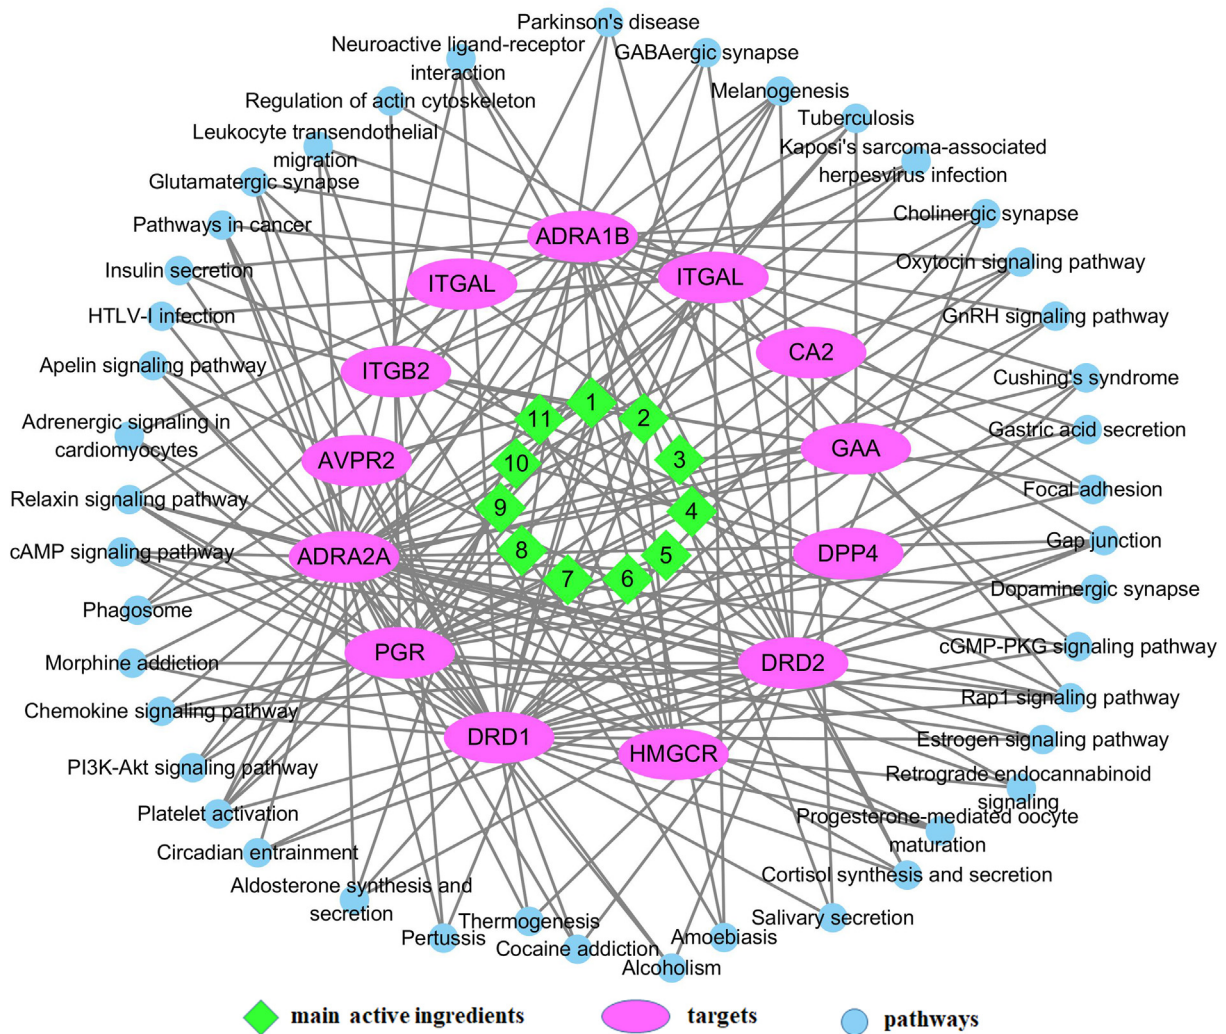 Parkinson's disease
Neuroactive ligand-receptor
interaction
GABAergic synapse
Regulation of actin cytoskeleton
Melanogenesis
Leukocyte transendothelial
migration
Tuberculosis
Kaposi's sarcoma-associated
herpesvirus infection
Glutamatergic synapse
Pathways in cancer
Cholinergic synapse
ADRA1B
Insulin secretion
ITGAL
ITGAL
Oxytocin signaling pathway
HTLV-I infection
GnRH signaling pathway
CA2
Apelin signaling pathway
ITGB2
Cushing's syndrome
Adrenergic signaling in
cardiomyocytes
1
11
2
Gastric acid secretion
AVPR2
10
3
GAA
Relaxin signaling pathway
9
4
Focal adhesion
cAMP signaling pathway
ADRA2A
8
5
DPP4
Gap junction
7
6
Phagosome
Dopaminergic synapse
Morphine addiction
PGR
DRD2
cGMP-PKG signaling pathway
Chemokine signaling pathway
Rap1 signaling pathway
DRD1
HMGCR
Estrogen signaling pathway
PI3K-Akt signaling pathway
Retrograde endocannabinoid
signaling
Platelet activation
Progesterone-mediated oocyte
maturation
Circadian entrainment
Cortisol synthesis and secretion
Aldosterone synthesis and
secretion
Salivary secretion
Pertussis
Thermogenesis
Cocaine addiction
Amoebiasis
Alcoholism
main active ingredients
targets
pathways